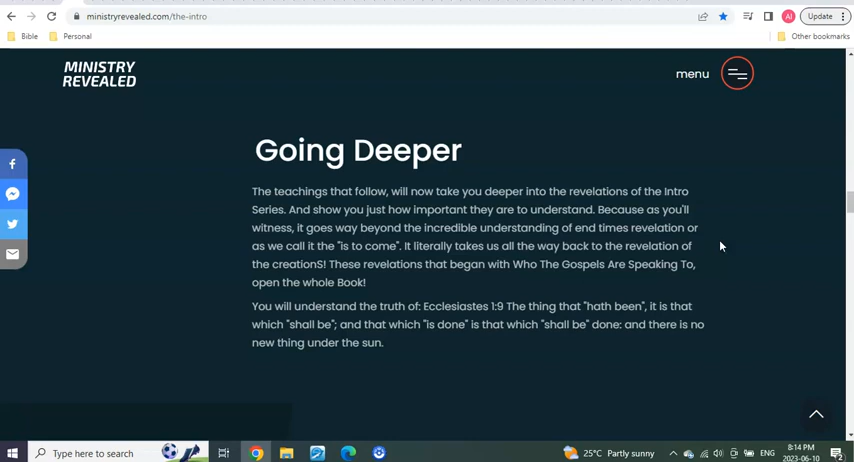 ministryrevealed.com/the-intro
AI
Update
Bible
Personal
Other bookmarks
MINISTRY
REVEALED
menu
Going Deeper
The teachings that follow, will now take you deeper into the revelations of the Intro
Series. And show you just how important they are to understand. Because as you'll
witness, it goes way beyond the incredible understanding of end times revelation or
as we call it the "is to come". It literally takes us all the way back to the revelation of
the creationS! These revelations that began with Who The Gospels Are Speaking To,
open the whole Book!
You will understand the truth of: Ecclesiastes 1:9 The thing that "hath been", it is that
which "shall be"; and that which "is done" is that which "shall be" done: and there is no
new thing under the sun.
Type here to search
25°C Partly sunny
ENG
8:14 PM
2023-06-10
2